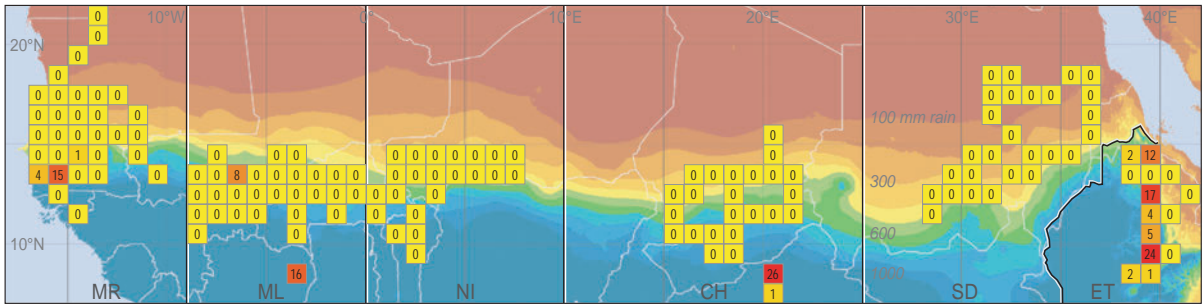 0 10°W 0° 10°E 20°E 30°E 40°E
0
20°N
0
0 0 0 0 0
0 0 0 0 0 0 0 0 0 0
0 0 0 0 0 100 mm rain 0 0
0 0 0 0 0 0 0 0 0
0 0 1 0 0 0 0 0 0 0 0 0 0 0 0 0 0 0 0 0 0 2 12
4 15 0 0 0 0 0 8 0 0 0 0 0 0 0 0 0 0 0 0 0 0 0 0 0 0 0 300 0 0 0 0 0 0 0
0 0 0 0 0 0 0 0 0 0 0 0 0 0 0 0 0 0 0 0 0 0 0 0 17 0
0 0 0 0 0 0 0 0 0 0 0 0 0 0 0 4 0
10°N 0 0 0 0 0 0 0 0 600 5
0 0 0 24 0
16 26 1000 2 1
MR ML NI CH 1 SD ET